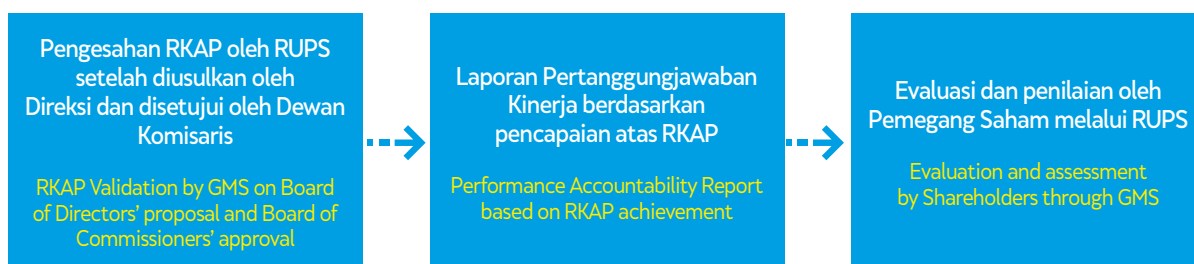 Pengesahan RKAP oleh RUPS
setelah diusulkan oleh
Direksi dan disetujui oleh Dewan
Komisaris
RKAP Validation by GMS on Board
of Directors’ proposal and Board of
Commissioners’ approval
Laporan Pertanggungjawaban
Kinerja berdasarkan
pencapaian atas RKAP
Performance Accountability Report
based on RKAP achievement
Evaluasi dan penilaian oleh
Pemegang Saham melalui RUPS
Evaluation and assessment
by Shareholders through GMS